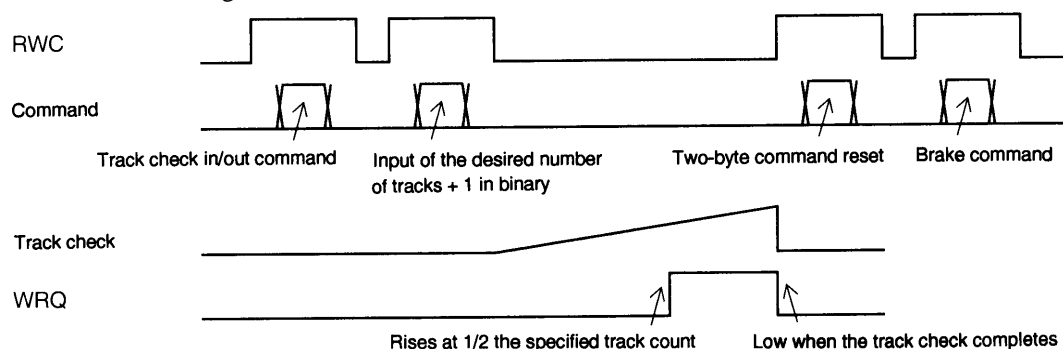 RWC
Command
Track check in/out command
Input of the desired number
of tracks + 1 in binary
Two-byte command reset
Brake command
Track check
WRQ
Rises at 1/2 the specified track count
Low when the track check completes